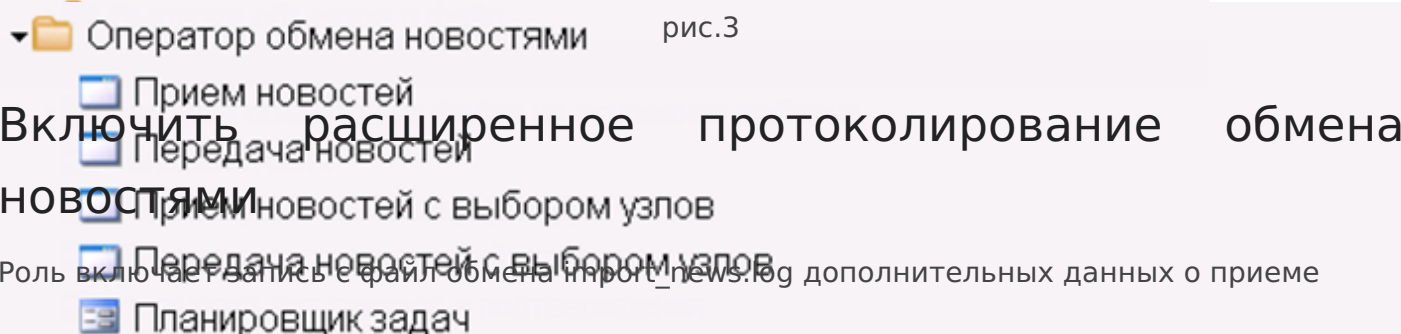 Оператор обмена новостями
рис.3
Прием новостей
Включить расширенное протоколирование обмена
Передача новостей
новостями
Прием новостей с выбором узлов
Передача новостей с выбором узлов
Роль включает запись с файл обмена import_news.log дополнительных данных о приеме
Планировщик задач